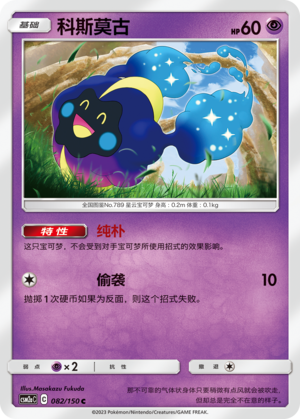 基础 科斯莫古 HP60
全国图鉴No.789 星云宝可梦 身高:0.2m 体重:0.1kg
特性 纯朴
这只宝可梦,不会受到对手宝可梦所使用招式的效果影响。
偷袭 10
抛掷1次硬币如果为反面,则这个招式失败。
弱点 ×2 抗性 撤退
Illus.Masakazu Fukuda
CSM2aC G 082/150 C
那不可靠的气体状身体只要稍微有点风就会被吹走,
但总是完全不在意的样子。
©2023 Pokémon/Nintendo/Creatures/GAME FREAK.